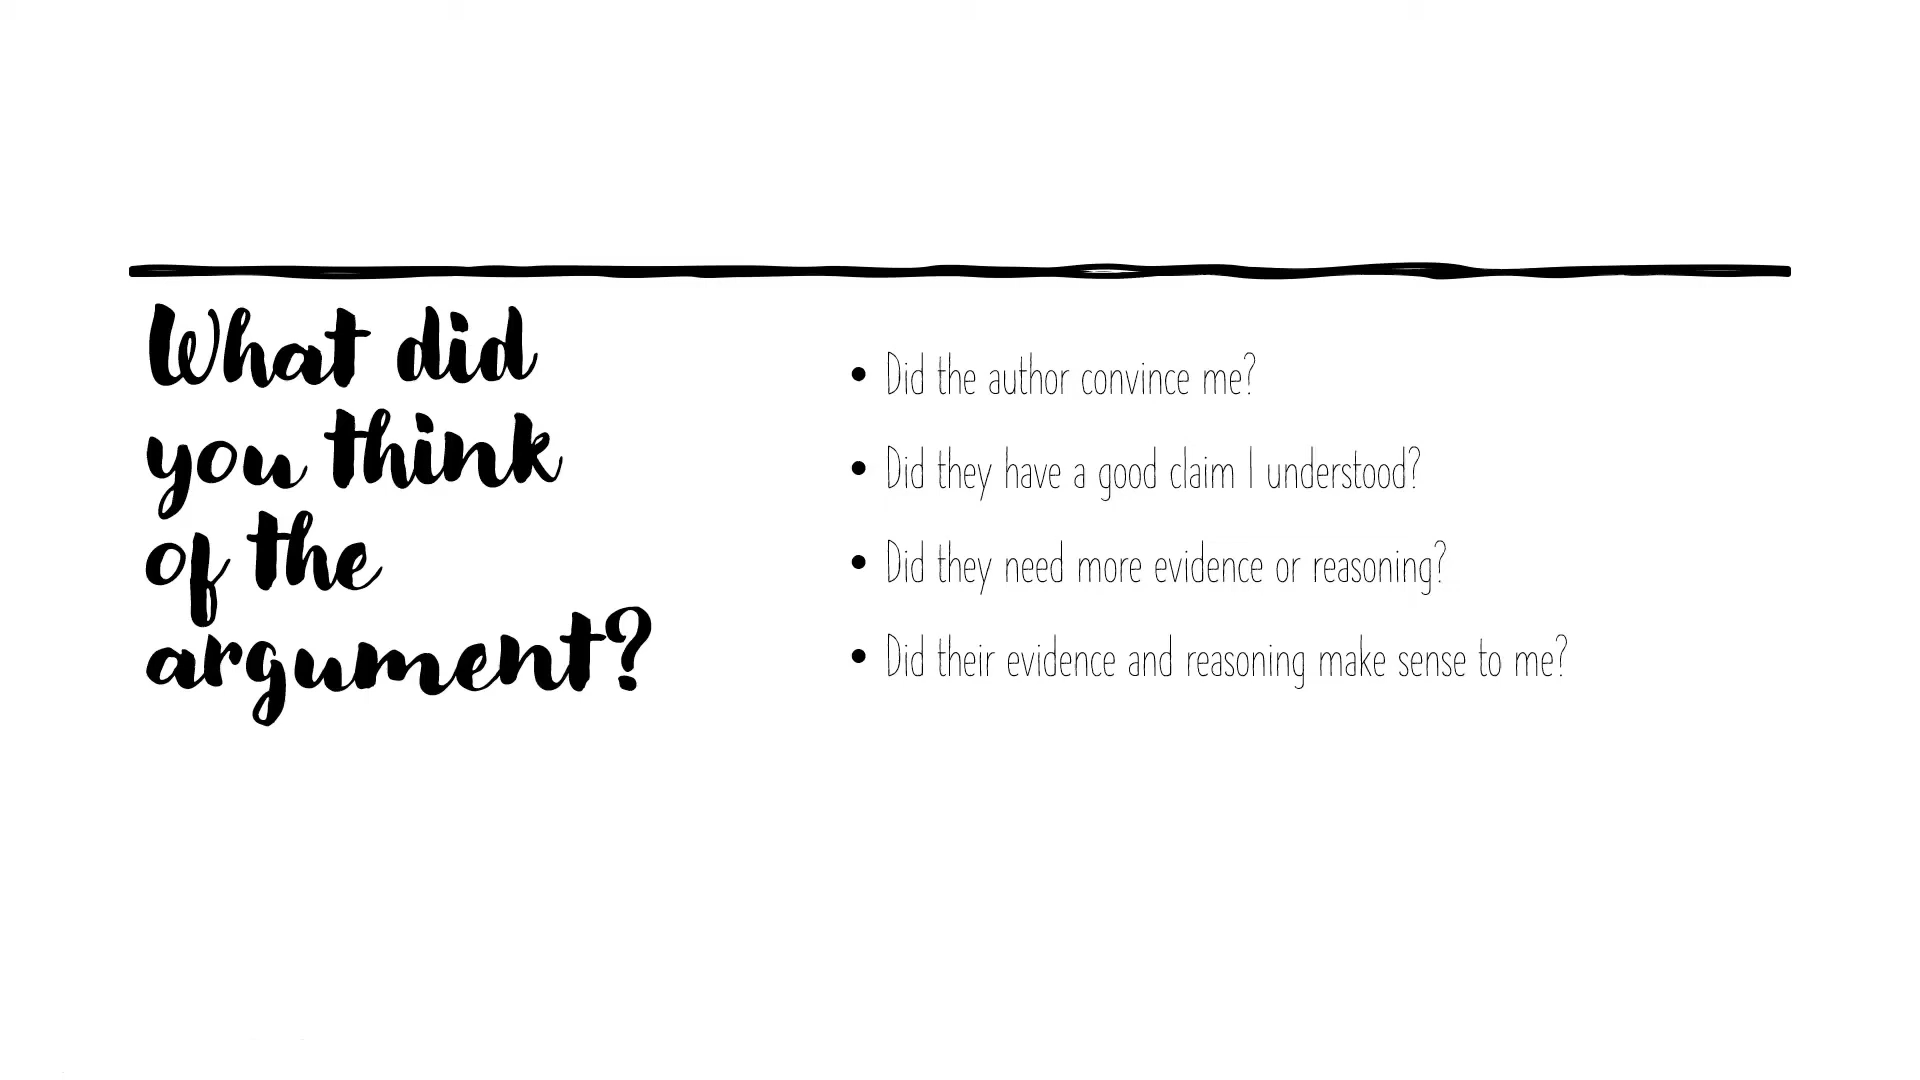 What did
you think
of the
argument?
• Did the author convince me?
• Did they have a good claim I understood?
• Did they need more evidence or reasoning?
• Did their evidence and reasoning make sense to me?